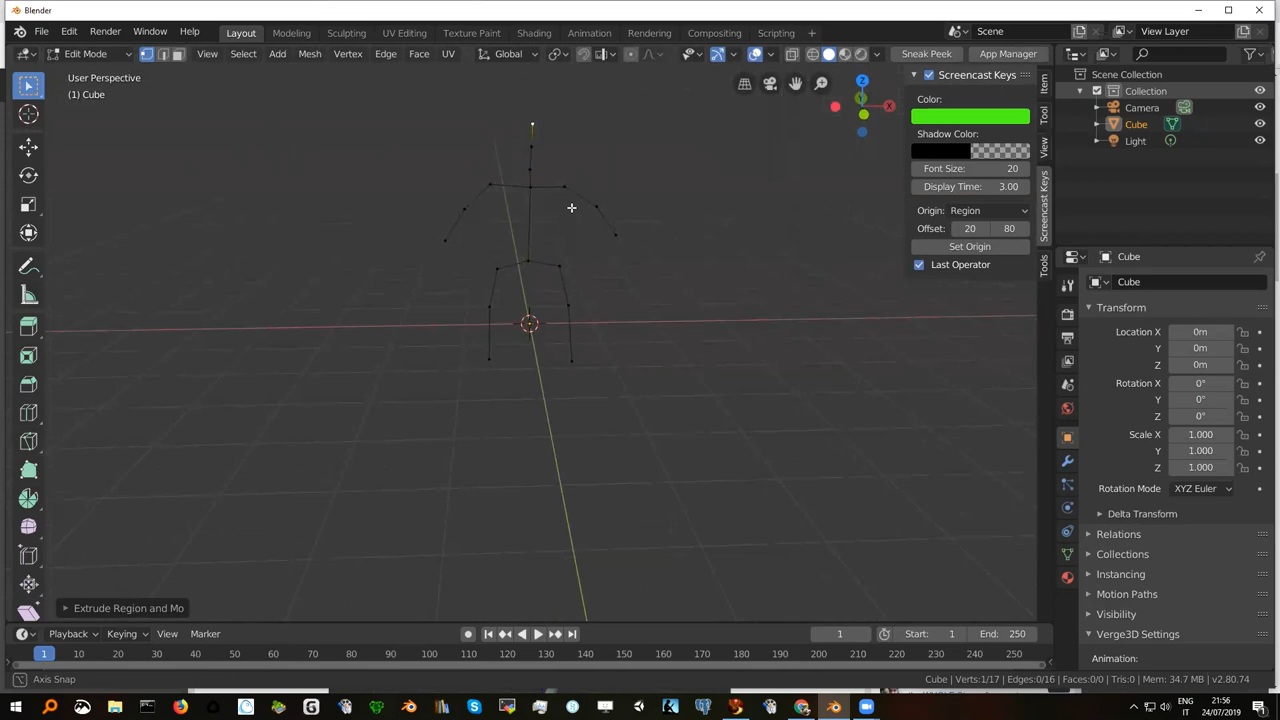 Blender
File Edit Render Window Help Layout Modeling Sculpting UV Editing Texture Paint Shading Animation Rendering Compositing Scripting Scene View Layer
Edit Mode View Select Add Mesh Vertex Edge Face UV Global Sneak Peek App Manager
User Perspective
(1) Cube
Z
X
Y
Screencast Keys
Color:
Shadow Color:
Font Size: 20
Display Time: 3.00
Origin: Region
Offset: 20 80
Set Origin
Last Operator
Item
Tool
View
Screencast Keys
Tools
Scene Collection
Collection
Camera
Cube
Light
Cube
Cube
Transform
Location X 0m
Y 0m
Z 0m
Rotation X 0°
Y 0°
Z 0°
Scale X 1.000
Y 1.000
Z 1.000
Rotation Mode XYZ Euler
Delta Transform
Relations
Collections
Instancing
Motion Paths
Visibility
Verge3D Settings
Animation:
Extrude Region and Mo
Playback Keying View Marker 1 Start: 1 End: 250
1 10 20 30 40 50 60 70 80 90 100 110 120 130 140 150 160 170 180 190 200 210 220 230 240 250
Axis Snap
Cube | Verts:1/17 | Edges:0/16 | Faces:0/0 | Tris:0 | Mem: 34.7 MB | v2.80.74
ENG 21:56
IT 24/07/2019